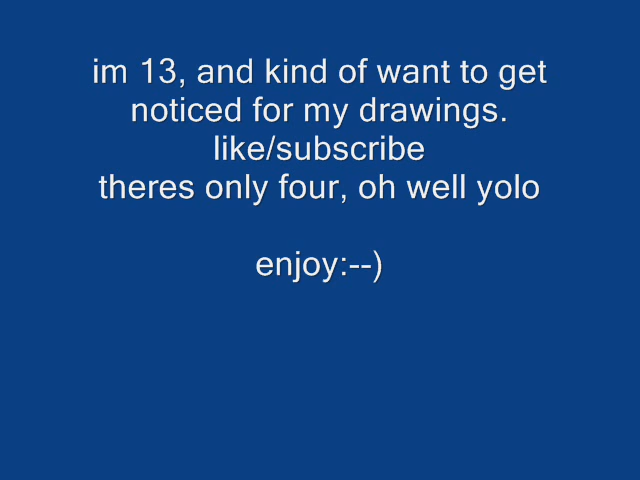 im 13, and kind of want to get
noticed for my drawings.
like/subscribe
theres only four, oh well yolo
enjoy:--)